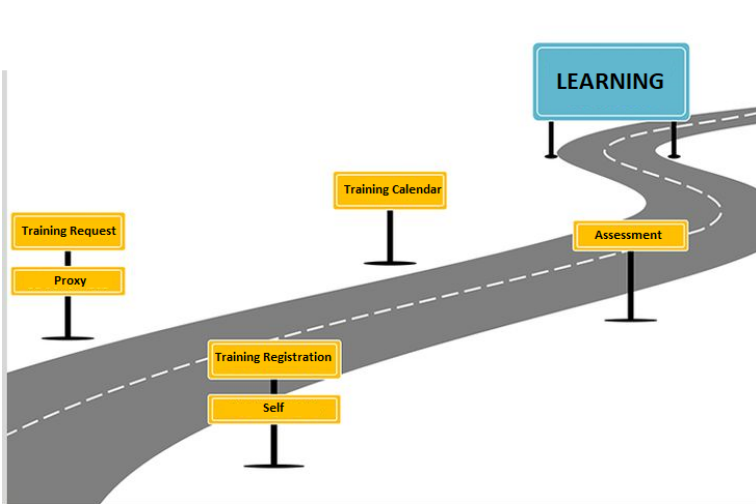 LEARNING
Training Calendar
Training Request
Proxy
Assessment
Training Registration
Self